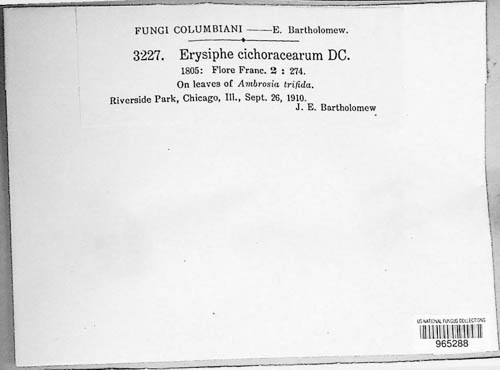 FUNGI COLUMBIANI —— E. Bartholomew.
3227. Erysiphe cichoracearum DC.
1805: Flore Franc. 2 : 274.
On leaves of Ambrosia trifida.
Riverside Park, Chicago, Ill., Sept. 26, 1910.
J. E. Bartholomew
US NATIONAL FUNGUS COLLECTIONS
965288